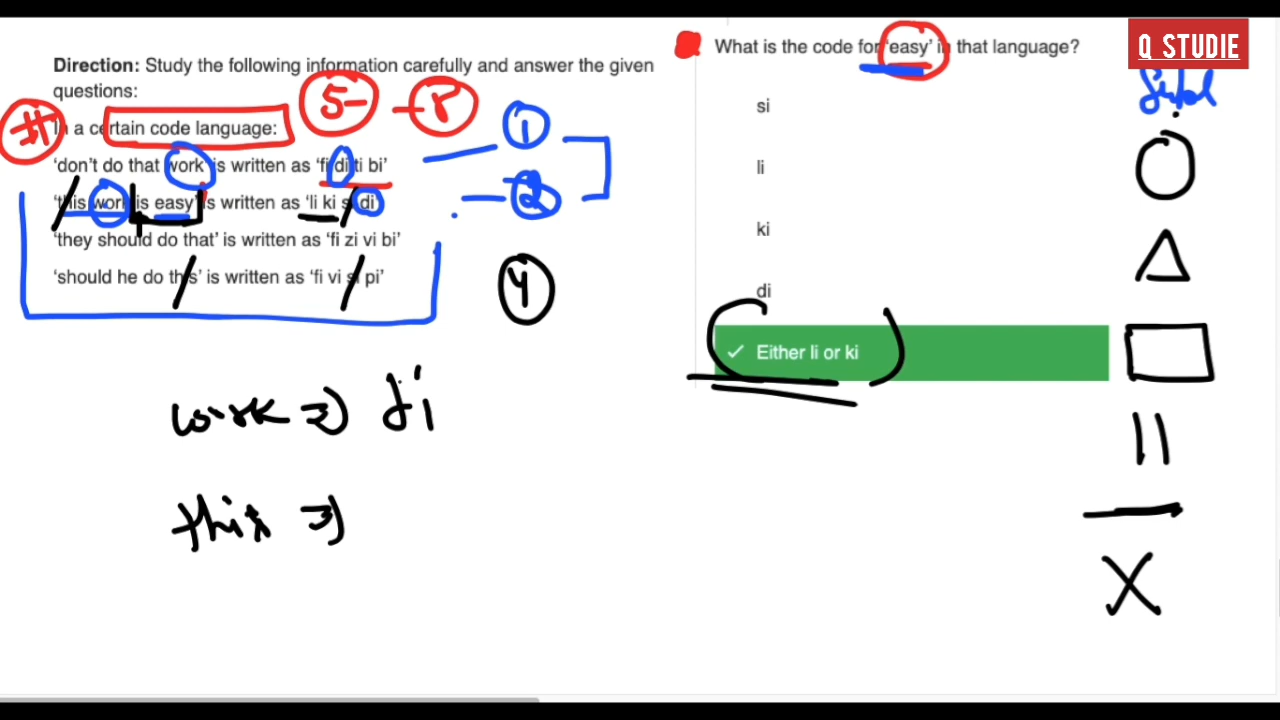 Direction: Study the following information carefully and answer the given
questions:
In a certain code language:
‘don’t do that work’ is written as ‘fi di ti bi’
‘this work is easy’ is written as ‘li ki si di’
‘they should do that’ is written as ‘fi zi vi bi’
‘should he do this’ is written as ‘fi vi si pi’
5-
1
2
4
work ⇒ di
this ⇒
What is the code for ‘easy’ in that language?
si
li
ki
di
✓ Either li or ki
Q STUDIE